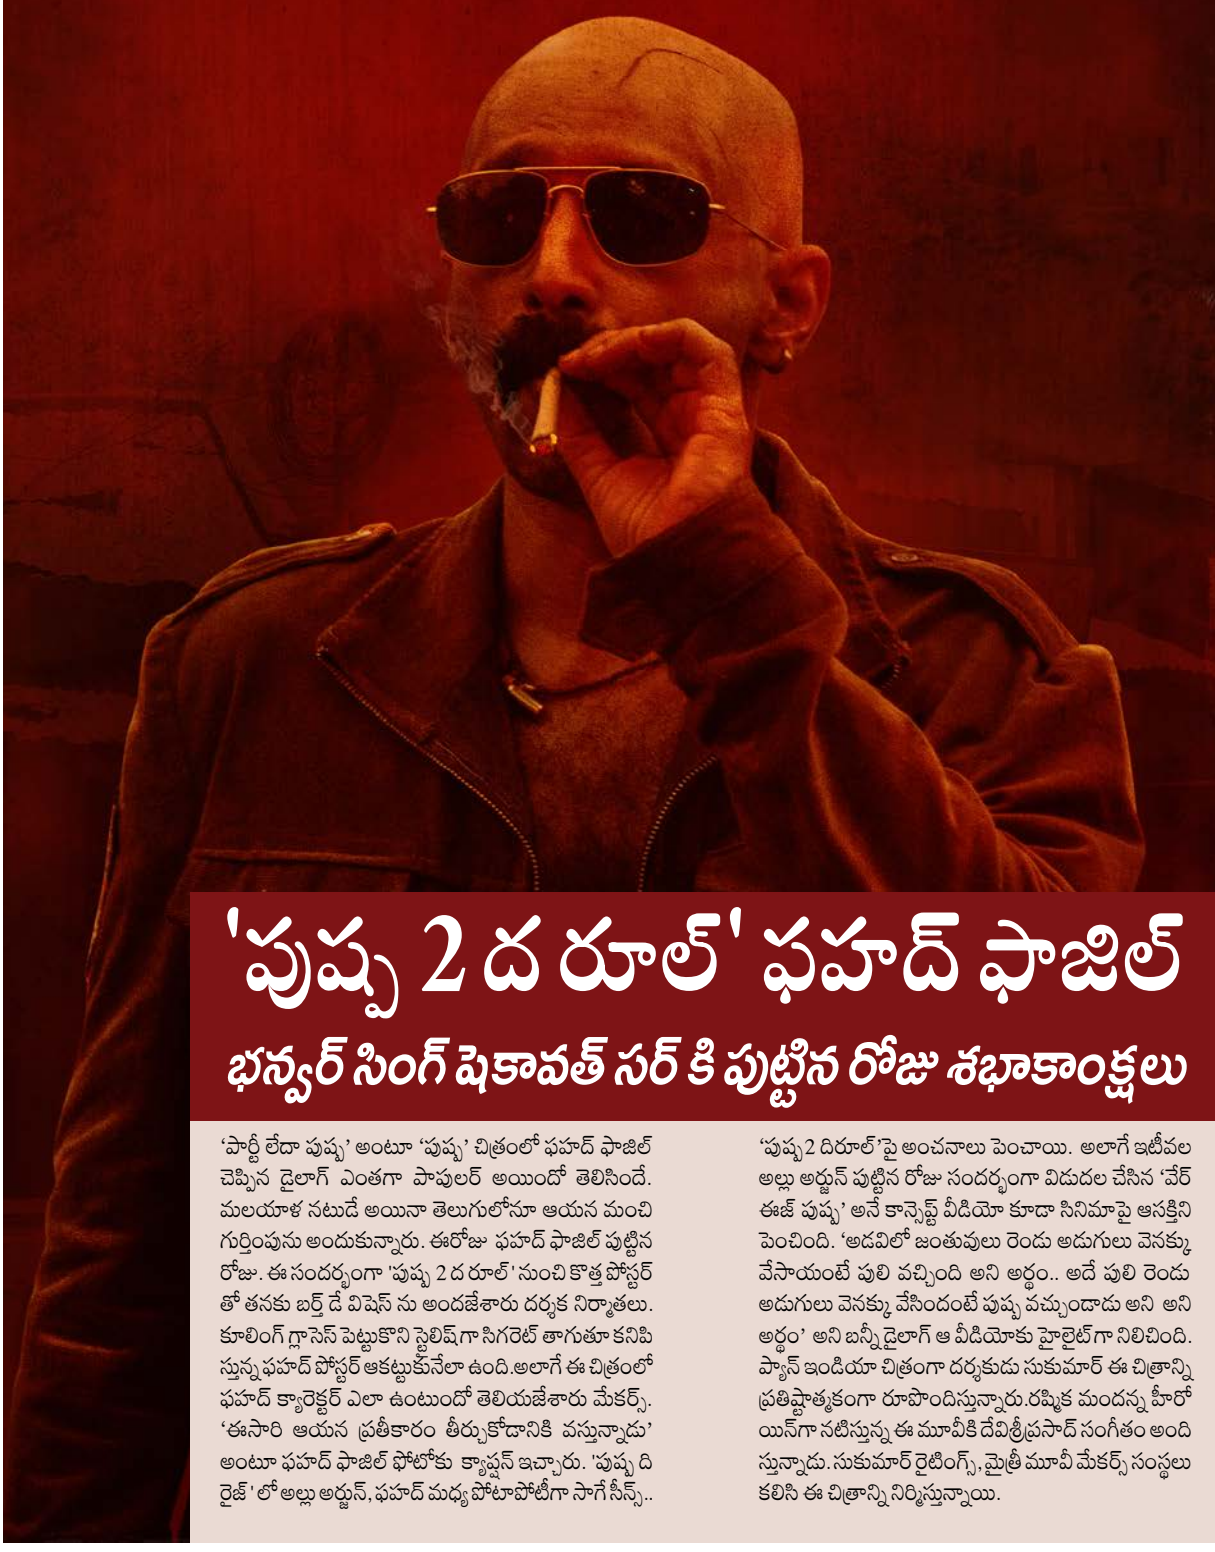 'పుష్ప 2 ద రూల్' ఫహద్ ఫాజిల్
భన్వర్ సింగ్ షెకావత్ సర్ కి పుట్టిన రోజు శభాకాంక్షలు
‘పార్టీ లేదా పుష్ప’ అంటూ ‘పుష్ప’ చిత్రంలో ఫహద్ ఫాజిల్
చెప్పిన డైలాగ్ ఎంతగా పాపులర్ అయిందో తెలిసిందే.
మలయాళ నటుడే అయినా తెలుగులోనూ ఆయన మంచి
గుర్తింపును అందుకున్నారు. ఈరోజు ఫహద్ ఫాజిల్ పుట్టిన
రోజు. ఈ సందర్భంగా 'పుష్ప 2 ద రూల్' నుంచి కొత్త పోస్టర్
తో తనకు బర్త్ డే విషెస్ ను అందజేశారు దర్శక నిర్మాతలు.
కూలింగ్ గ్లాసెస్ పెట్టుకొని స్టైలిష్‌గా సిగరెట్ తాగుతూ కనిపి
స్తున్న ఫహద్ పోస్టర్ ఆకట్టుకునేలా ఉంది.అలాగే ఈ చిత్రంలో
ఫహద్ క్యారెక్టర్ ఎలా ఉంటుందో తెలియజేశారు మేకర్స్.
‘ఈసారి ఆయన ప్రతీకారం తీర్చుకోడానికి వస్తున్నాడు’
అంటూ ఫహద్ ఫాజిల్ ఫోటోకు క్యాప్షన్ ఇచ్చారు. 'పుష్ప ది
రైజ్ ' లో అల్లు అర్జున్, ఫహద్ మధ్య పోటాపోటీగా సాగే సీన్స్..
‘పుష్ప2 దిరూల్’పై అంచనాలు పెంచాయి. అలాగే ఇటీవల
అల్లు అర్జున్ పుట్టిన రోజు సందర్భంగా విడుదల చేసిన ‘వేర్
ఈజ్ పుష్ప’ అనే కాన్సెప్ట్ వీడియో కూడా సినిమాపై ఆసక్తిని
పెంచింది. ‘అడవిలో జంతువులు రెండు అడుగులు వెనక్కు
వేసాయంటే పులి వచ్చింది అని అర్థం.. అదే పులి రెండు
అడుగులు వెనక్కు వేసిందంటే పుష్ప వచ్చుండాడు అని అని
అర్థం’ అని బన్నీ డైలాగ్ ఆ వీడియోకు హైలైట్ గా నిలిచింది.
ప్యాన్ ఇండియా చిత్రంగా దర్శకుడు సుకుమార్ ఈ చిత్రాన్ని
ప్రతిష్టాత్మకంగా రూపొందిస్తున్నారు.రష్మిక మందన్న హీరో
యిన్‌గా నటిస్తున్న ఈ మూవీకి దేవిశ్రీప్రసాద్ సంగీతం అంది
స్తున్నాడు. సుకుమార్ రైటింగ్స్, మైత్రీ మూవీ మేకర్స్ సంస్థలు
కలిసి ఈ చిత్రాన్ని నిర్మిస్తున్నాయి.